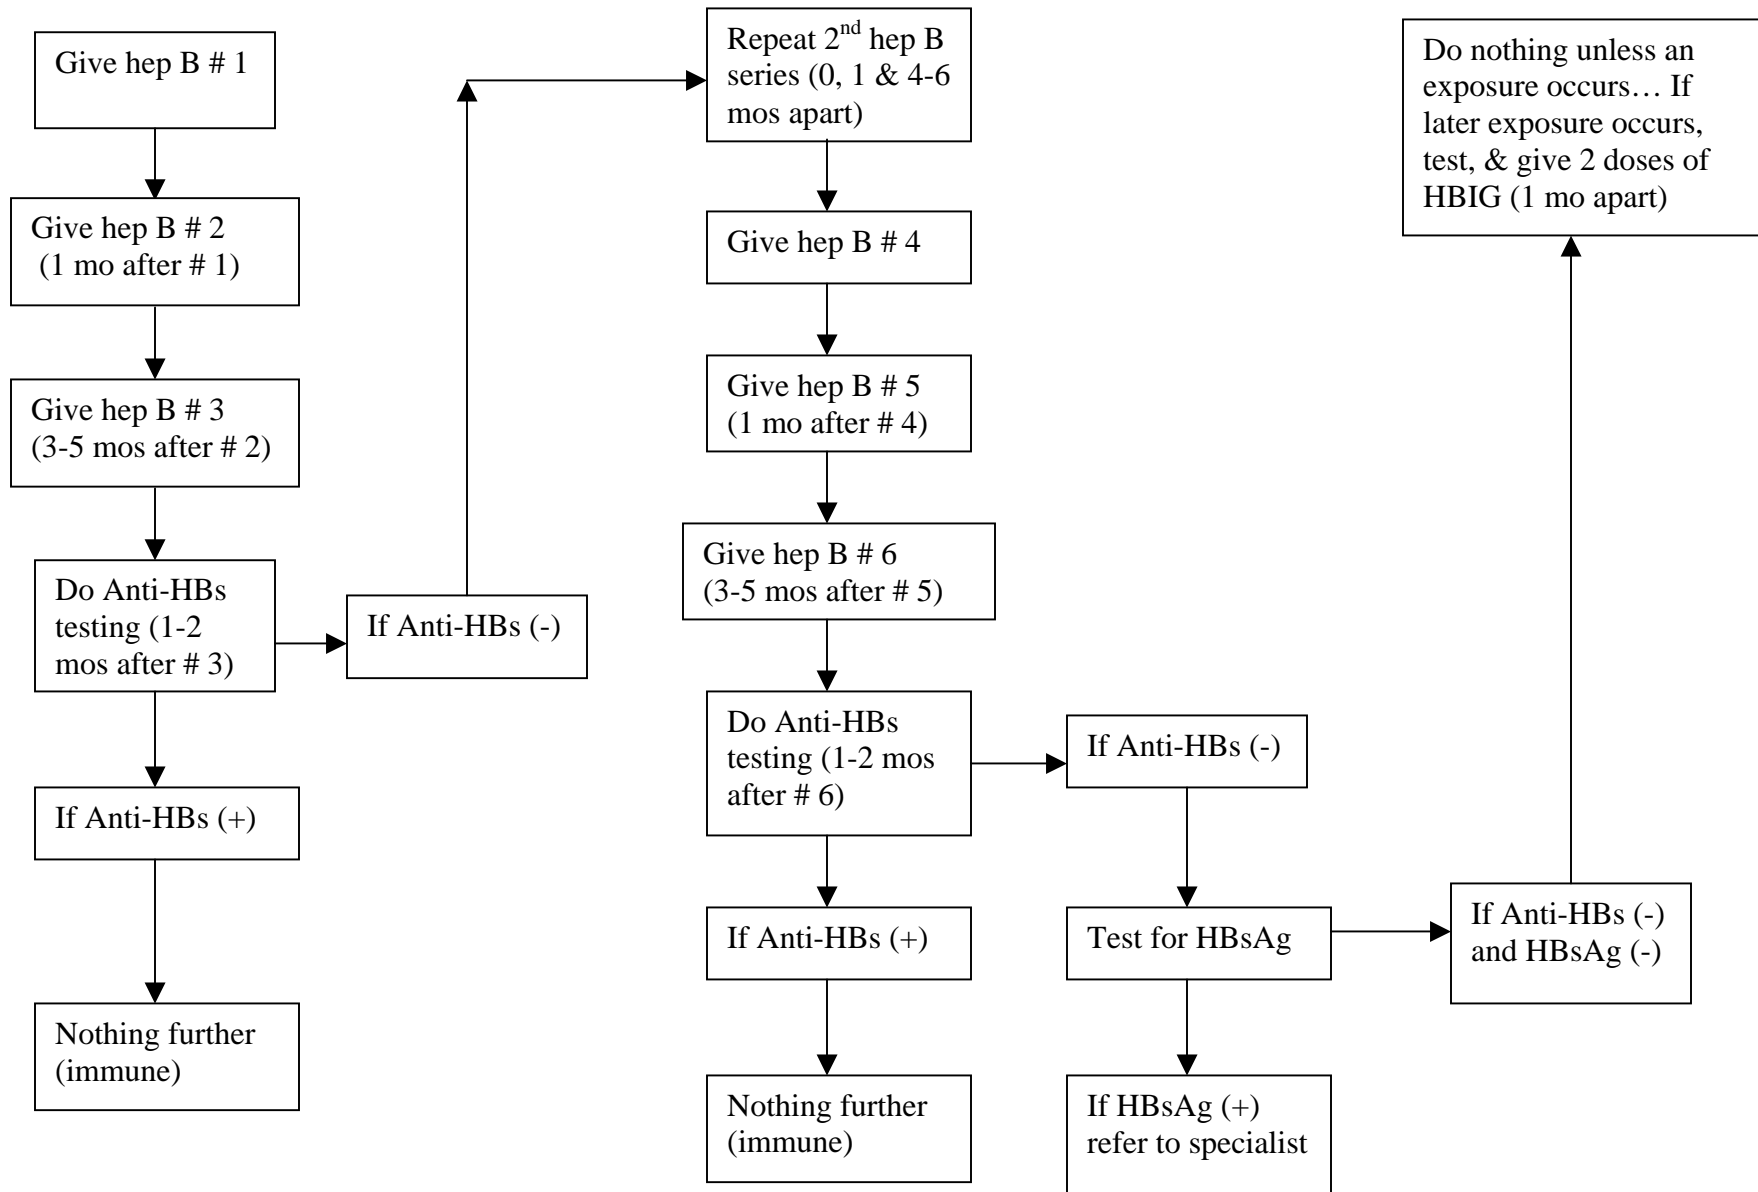 Give hep B # 1
Give hep B # 2
(1 mo after # 1)
Give hep B # 3
(3-5 mos after # 2)
Do Anti-HBs
testing (1-2
mos after # 3)
If Anti-HBs (-)
If Anti-HBs (+)
Nothing further
(immune)
Repeat 2nd hep B
series (0, 1 & 4-6
mos apart)
Give hep B # 4
Give hep B # 5
(1 mo after # 4)
Give hep B # 6
(3-5 mos after # 5)
Do Anti-HBs
testing (1-2 mos
after # 6)
If Anti-HBs (+)
Nothing further
(immune)
If Anti-HBs (-)
Test for HBsAg
If HBsAg (+)
refer to specialist
If Anti-HBs (-)
and HBsAg (-)
Do nothing unless an
exposure occurs… If
later exposure occurs,
test, & give 2 doses of
HBIG (1 mo apart)